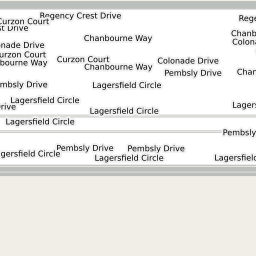 Regency Crest Drive
Rege
Curzon Court
st Drive
Chanb
Chanbourne Way
Colon
onade Drive
urzon Court
Curzon Court
Colonade Drive
bourne Way
Chanbourne Way
Pembsly Drive
Chan
mbsly Drive
Lagersfield Circle
Lagersfield Circle
Lagers
rive
Lagersfield Circle
Lagersfield Circle
Pembsly
Pembsly Drive
Pembsly Drive
gersfield Circle
Lagersfield Circle
Lagersfield